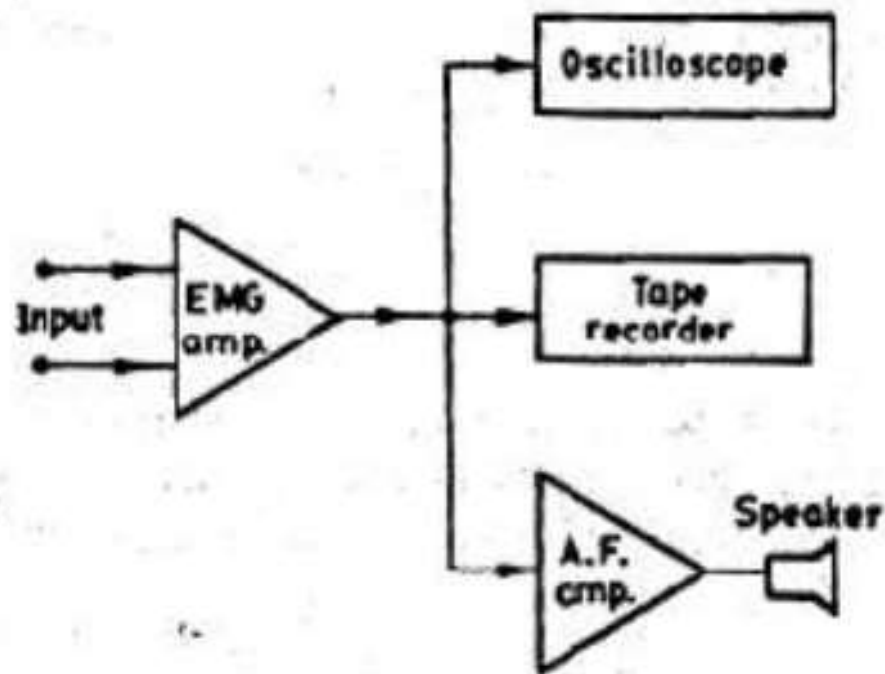 Oscilloscope
EMG
amp.
Input
Tape
recorder
Speaker
A.F.
amp.